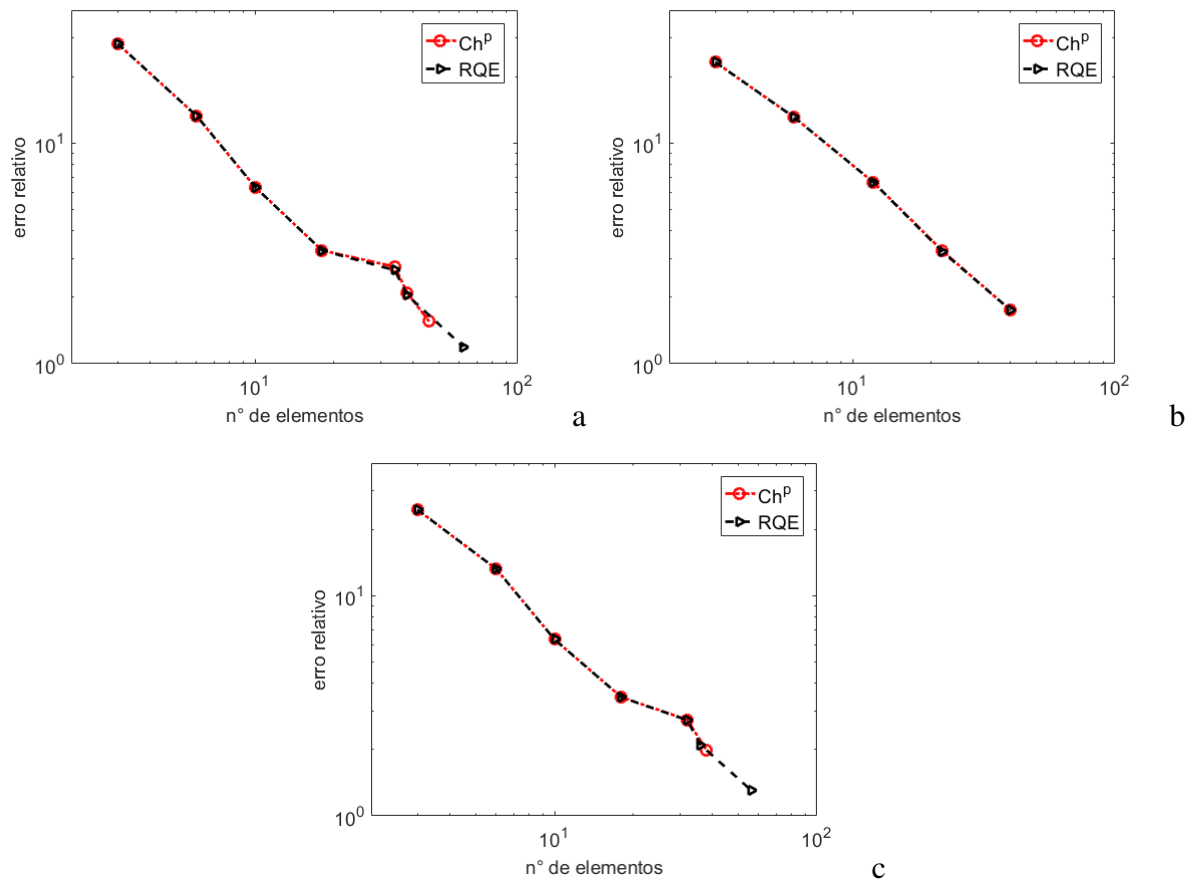 Ch^p
RQE
erro relativo
10^1
10^0
10^1
10^2
n° de elementos
a
Ch^p
RQE
erro relativo
10^1
10^0
10^1
10^2
n° de elementos
b
Ch^p
RQE
erro relativo
10^1
10^0
10^1
10^2
n° de elementos
c